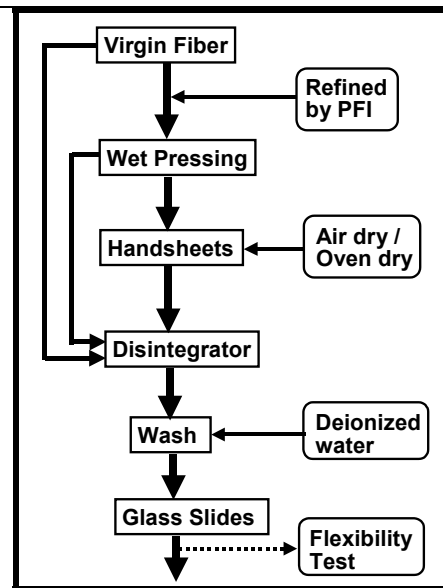 Virgin Fiber
Refined
by PFI
Wet Pressing
Handsheets
Air dry /
Oven dry
Disintegrator
Wash
Deionized
water
Glass Slides
Flexibility
Test